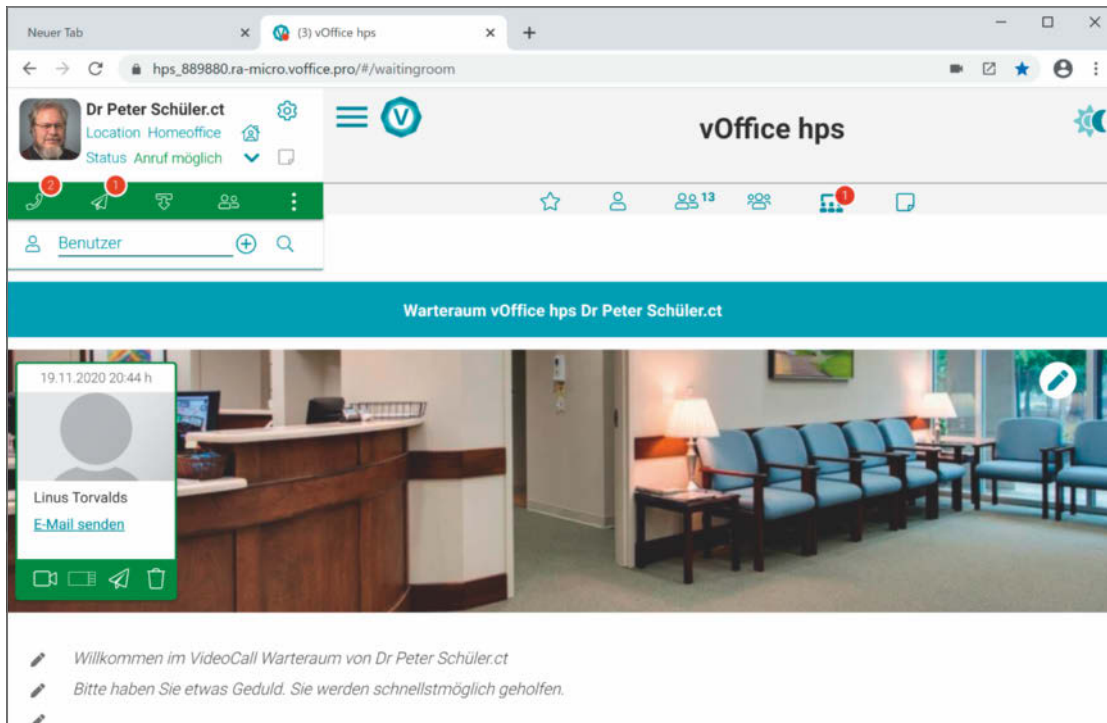 Neuer Tab
(3) vOffice hps
hps_889880.ra-micro.voffice.pro/#/waitingroom
Dr Peter Schüler.ct
Location Homeoffice
Status Anruf möglich
vOffice hps
2
1
13
1
Benutzer
Warteraum vOffice hps Dr Peter Schüler.ct
19.11.2020 20:44 h
Linus Torvalds
E-Mail senden
Willkommen im VideoCall Warteraum von Dr Peter Schüler.ct
Bitte haben Sie etwas Geduld. Sie werden schnellstmöglich geholfen.